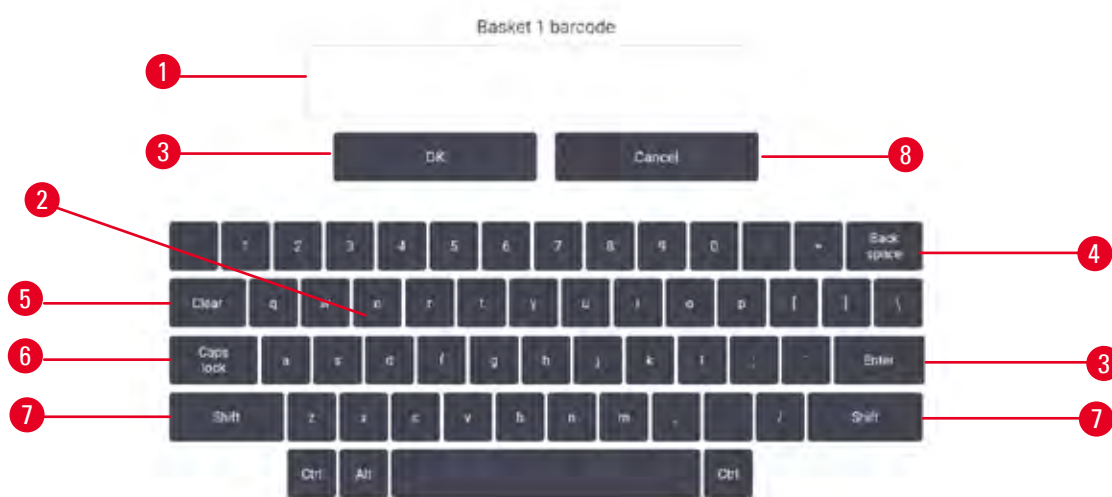 Basket 1 barcode
1
3 OK Cancel 8
2
1 2 3 4 5 6 7 8 9 0 Back space 4
5 Clear q w e r t y u i o p [ ] \
6 Caps lock a s d f g h j k l ; ' Enter 3
7 Shift z x c v b n m , / Shift 7
Ctrl Alt Ctrl